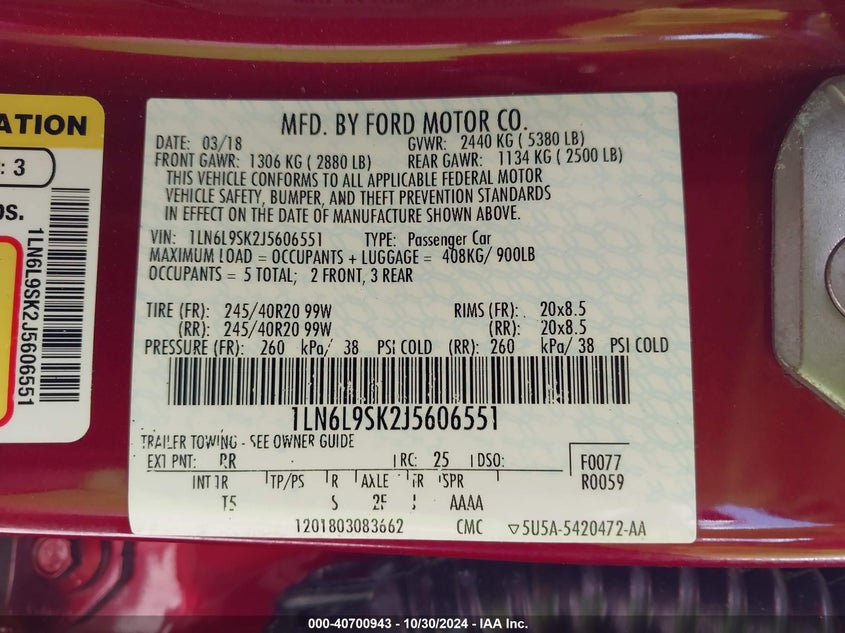 ATION
: 3
bs.
1LN6L9SK2J5606551
MFD. BY FORD MOTOR CO.
DATE: 03/18 GVWR: 2440 KG ( 5380 LB)
FRONT GAWR: 1306 KG ( 2880 LB) REAR GAWR: 1134 KG ( 2500 LB)
THIS VEHICLE CONFORMS TO ALL APPLICABLE FEDERAL MOTOR
VEHICLE SAFETY, BUMPER, AND THEFT PREVENTION STANDARDS
IN EFFECT ON THE DATE OF MANUFACTURE SHOWN ABOVE.
VIN: 1LN6L9SK2J5606551 TYPE: Passenger Car
MAXIMUM LOAD = OCCUPANTS + LUGGAGE = 408KG/ 900LB
OCCUPANTS = 5 TOTAL; 2 FRONT, 3 REAR
TIRE (FR): 245/40R20 99W RIMS (FR): 20x8.5
(RR): 245/40R20 99W (RR): 20x8.5
PRESSURE (FR): 260 kPa/ 38 PSI COLD (RR): 260 kPa/ 38 PSI COLD
1LN6L9SK2J5606551
TRAILER TOWING - SEE OWNER GUIDE
EXT PNT: RR RC: 25 DSO: F0077
INT TR TP/PS R AXLE TR SPR R0059
T5 S 2F J AAAA
1201803083662 CMC ▽5U5A-5420472-AA
000-40700943 - 10/30/2024 - IAA Inc.